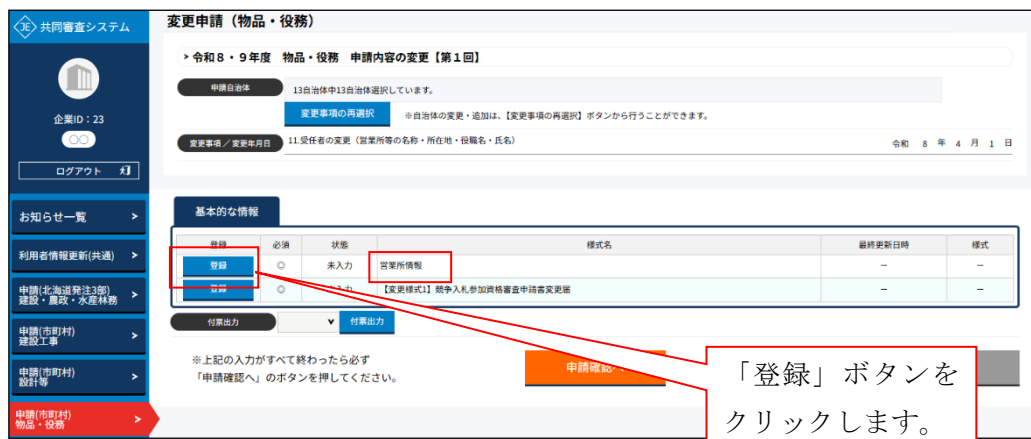 JE 共同審査システム
企業ID:23
〇〇
ログアウト
お知らせ一覧 >
利用者情報更新(共通) >
申請(北海道発注3部)
建設・農政・水産林務 >
申請(市町村)
建設工事 >
申請(市町村)
設計等 >
申請(市町村)
物品・役務 >
変更申請(物品・役務)
> 令和8・9年度 物品・役務 申請内容の変更【第1回】
申請自治体 13自治体中13自治体選択しています。
変更事項の再選択 ※自治体の変更・追加は、【変更事項の再選択】ボタンから行うことができます。
変更事項/変更年月日 11.受任者の変更(営業所等の名称・所在地・役職名・氏名) 令和 8 年 4 月 1 日
基本的な情報
登録 必須 状態 様式名 最終更新日時 様式
登録 ◎ 未入力 営業所情報 − −
登録 ◎ 未入力 【変更様式1】競争入札参加資格審査申請書変更届 − −
付票出力 付票出力
※上記の入力がすべて終わったら必ず
「申請確認へ」のボタンを押してください。
申請確認へ
「登録」ボタンを
クリックします。